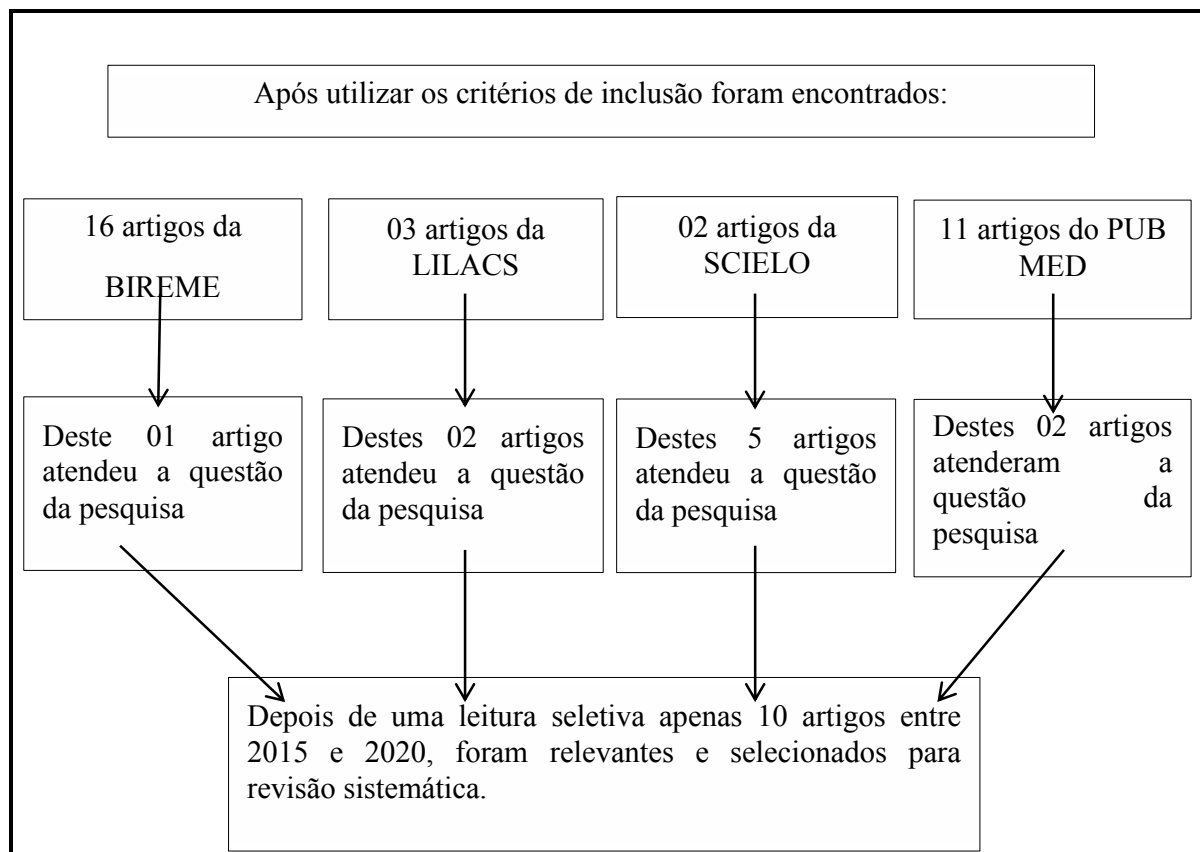 Após utilizar os critérios de inclusão foram encontrados:
16 artigos da
BIREME
03 artigos da
LILACS
02 artigos da
SCIELO
11 artigos do PUB
MED
Deste 01 artigo
atendeu a questão
da pesquisa
Destes 02 artigos
atendeu a questão
da pesquisa
Destes 5 artigos
atendeu a questão
da pesquisa
Destes 02 artigos
atenderam a
questão da
pesquisa
Depois de uma leitura seletiva apenas 10 artigos entre
2015 e 2020, foram relevantes e selecionados para
revisão sistemática.